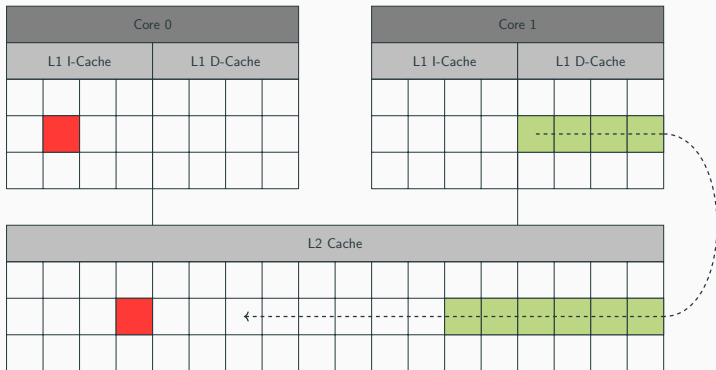 Core 0
Core 1
L1 I-Cache
L1 D-Cache
L1 I-Cache
L1 D-Cache
L2 Cache